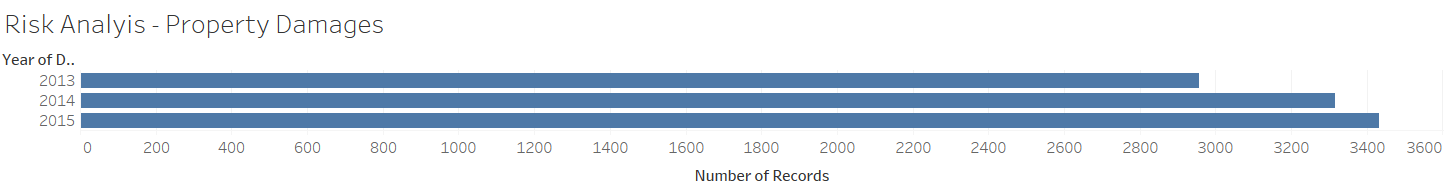 Risk Analyis - Property Damages
Year of D..
2013
2014
2015
0 200 400 600 800 1000 1200 1400 1600 1800 2000 2200 2400 2600 2800 3000 3200 3400 3600
Number of Records